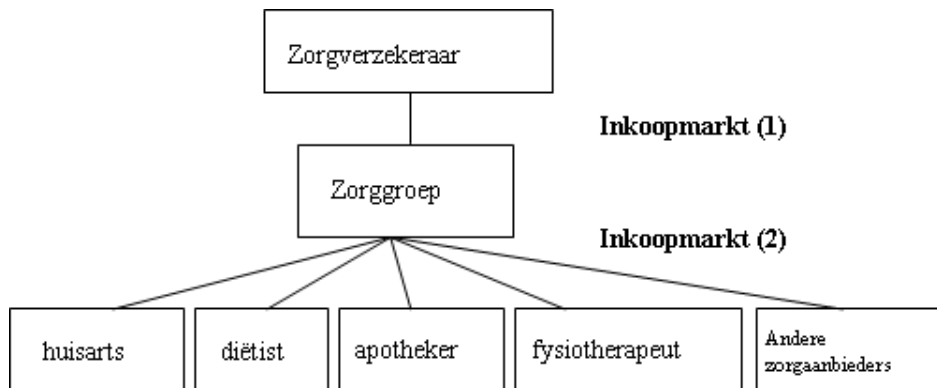 Zorgverzekeraar
Inkoopmarkt (1)
Zorggroep
Inkoopmarkt (2)
huisarts
diëtist
apotheker
fysiotherapeut
Andere
zorgaanbieders